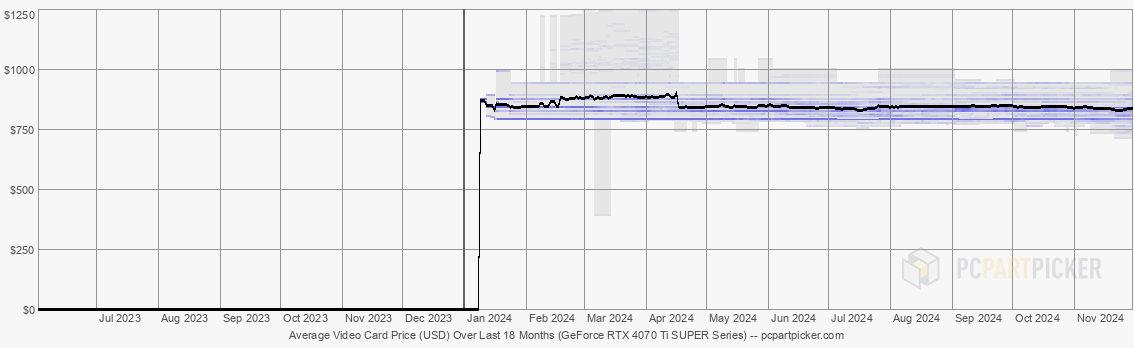 $1250
$1000
$750
$500
$250
$0
Jul 2023 Aug 2023 Sep 2023 Oct 2023 Nov 2023 Dec 2023 Jan 2024 Feb 2024 Mar 2024 Apr 2024 May 2024 Jun 2024 Jul 2024 Aug 2024 Sep 2024 Oct 2024 Nov 2024
PCPARTPICKER
Average Video Card Price (USD) Over Last 18 Months (GeForce RTX 4070 Ti SUPER Series) -- pcpartpicker.com